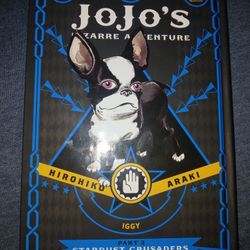 JOJO'S
BIZARRE ADVENTURE
HIROHIKO ARAKI
IGGY
PART 3
STARDUST CRUSADERS